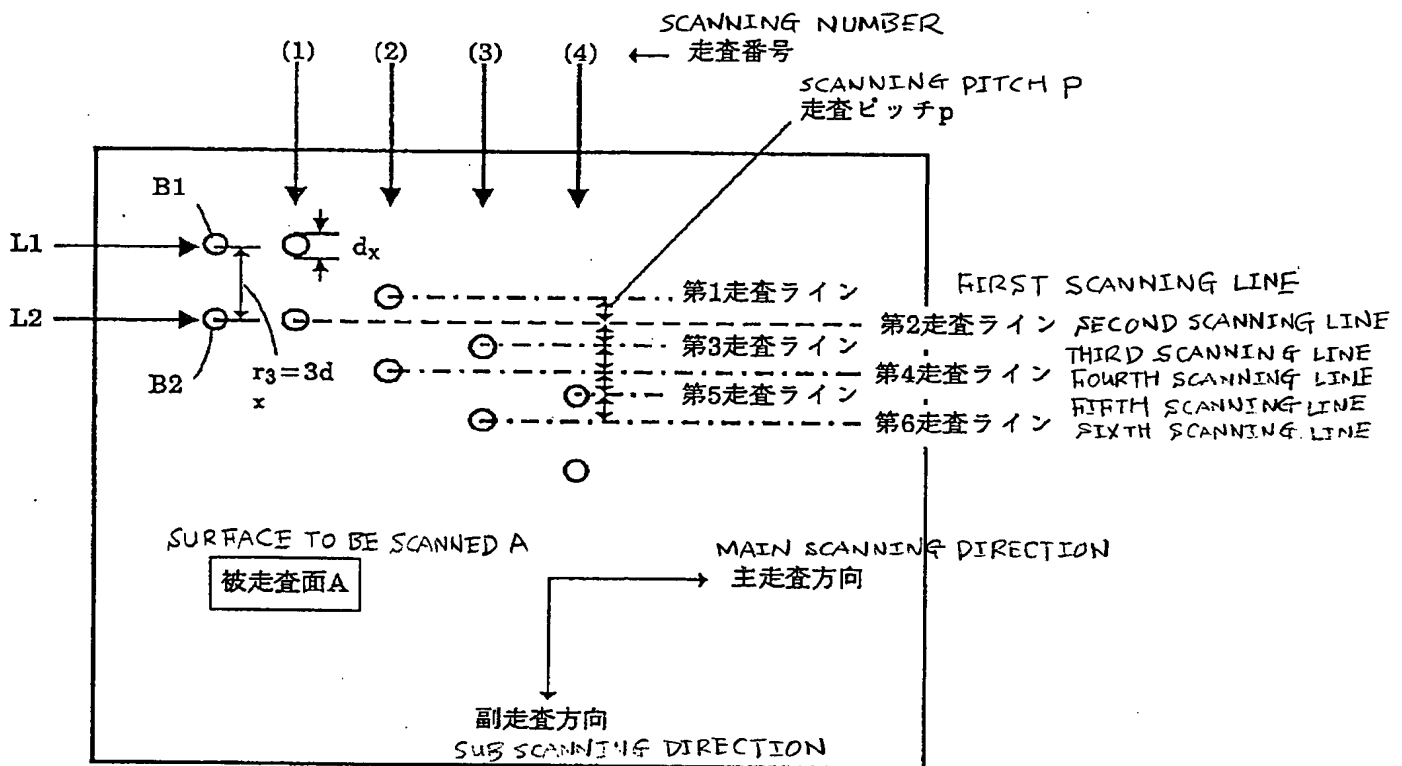 SCANNING NUMBER
(1) (2) (3) (4) ← 走査番号
SCANNING PITCH P
走査ピッチp
B1
L1
dx
第1走査ライン FIRST SCANNING LINE
L2
第2走査ライン SECOND SCANNING LINE
第3走査ライン THIRD SCANNING LINE
B2
r3=3d
x
第4走査ライン FOURTH SCANNING LINE
第5走査ライン FIFTH SCANNING LINE
第6走査ライン SIXTH SCANNING LINE
SURFACE TO BE SCANNED A
被走査面A
MAIN SCANNING DIRECTION
主走査方向
副走査方向
SUB SCANNING DIRECTION